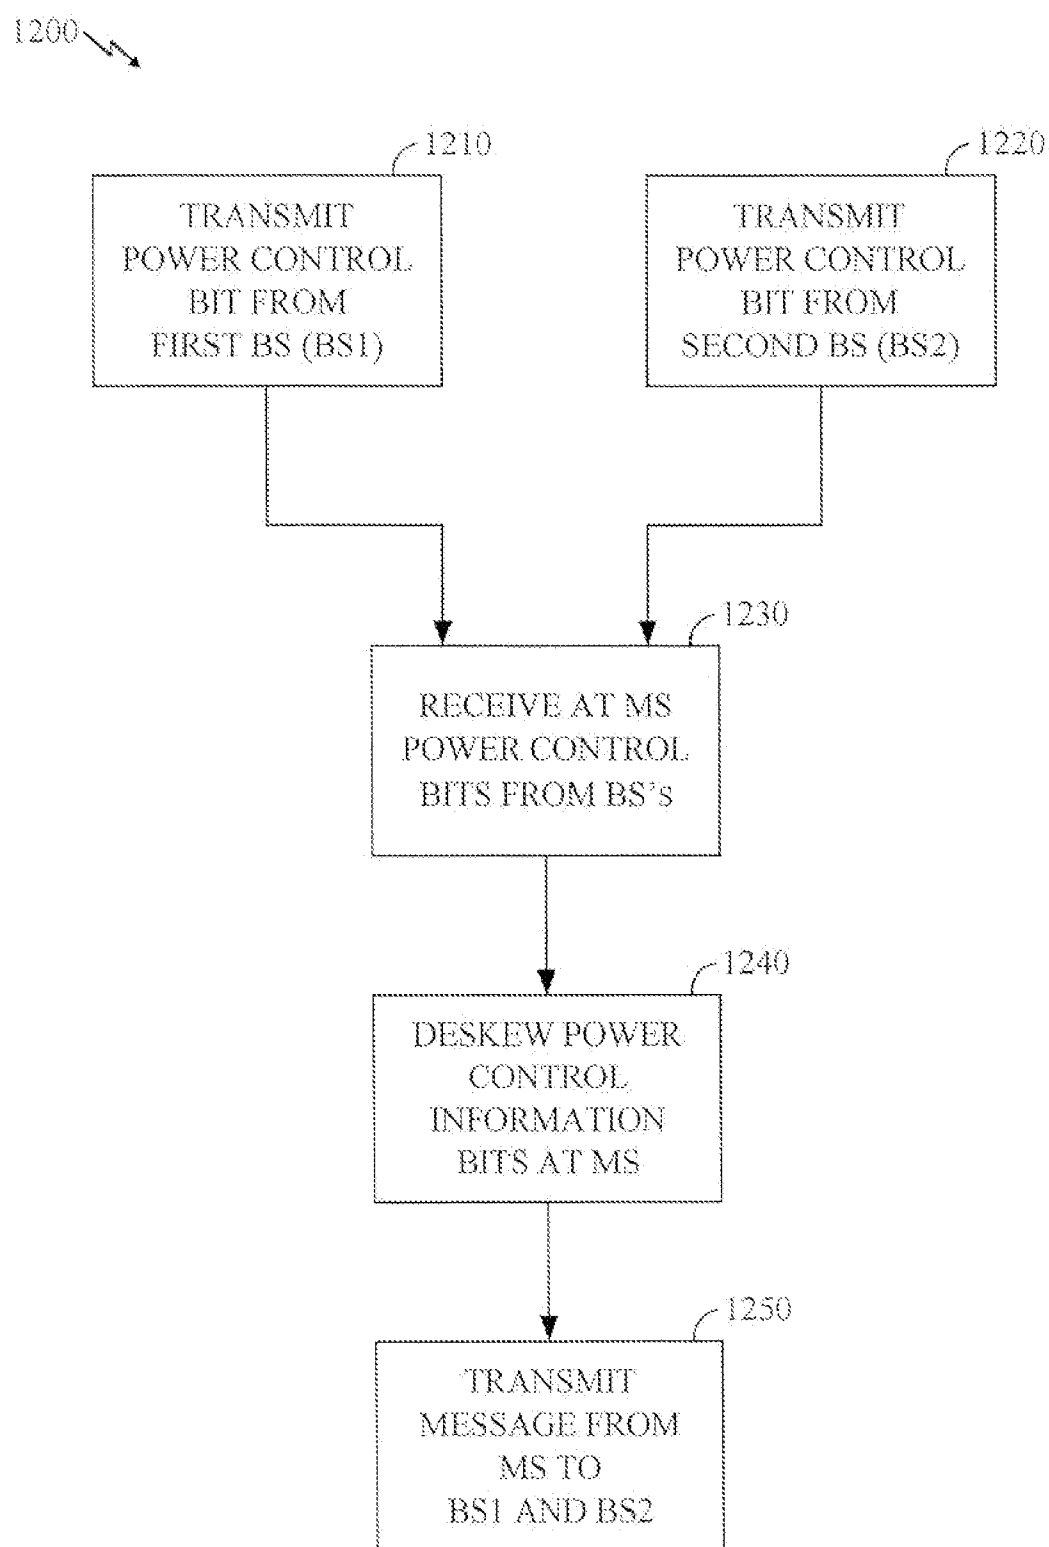 1200
1210
TRANSMIT
POWER CONTROL
BIT FROM
FIRST BS (BS1)
1220
TRANSMIT
POWER CONTROL
BIT FROM
SECOND BS (BS2)
1230
RECEIVE AT MS
POWER CONTROL
BITS FROM BS's
1240
DESKEW POWER
CONTROL
INFORMATION
BITS AT MS
1250
TRANSMIT
MESSAGE FROM
MS TO
BS1 AND BS2